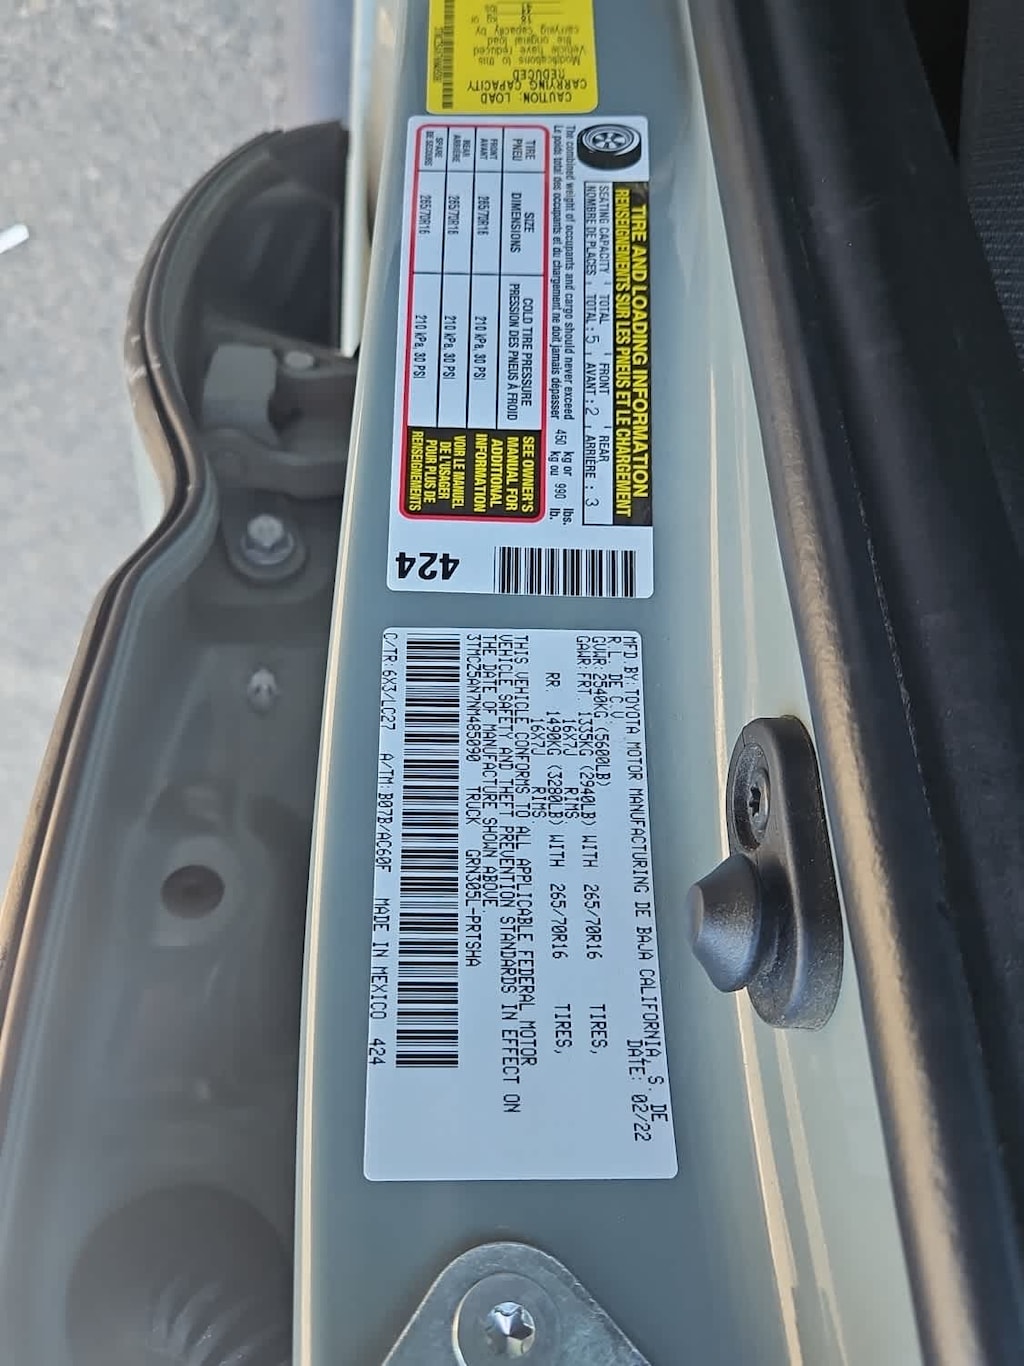 CAUTION: LOAD
CARRYING CAPACITY
REDUCED
Modifications to this
Vehicle have reduced
the original load
carrying capacity by
kg or
TIRE AND LOADING INFORMATION
RENSEIGNEMENTS SUR LES PNEUS ET LE CHARGEMENT
SEATING CAPACITY TOTAL FRONT REAR
NOMBRE DE PLACES TOTAL: 5 AVANT: 2 ARRIÈRE: 3
The combined weight of occupants and cargo should never exceed 450 kg or 990 lbs.
Le poids total des occupants et du chargement ne doit jamais dépasser 450 kg ou 990 lb.
TIRE SIZE COLD TIRE PRESSURE
PNEU DIMENSIONS PRESSION DES PNEUS À FROID
FRONT
AVANT 265/70R16 210 kPa, 30 PSI
REAR
ARRIÈRE 265/70R16 210 kPa, 30 PSI
SPARE
DE SECOURS 265/70R16 210 kPa, 30 PSI
SEE OWNER'S
MANUAL FOR
ADDITIONAL
INFORMATION
VOIR LE MANUEL
DE L'USAGER
POUR PLUS DE
RENSEIGNEMENTS
424
MFD.BY:TOYOTA MOTOR MANUFACTURING DE BAJA CALIFORNIA, S. DE
R.L. DE C.V. DATE: 02/22
GVWR:2540KG (5600LB)
GAWR:FRT. 1335KG (2940LB) WITH 265/70R16 TIRES,
16X7J RIMS.
RR. 1490KG (3280LB) WITH 265/70R16 TIRES,
16X7J RIMS.
THIS VEHICLE CONFORMS TO ALL APPLICABLE FEDERAL MOTOR
VEHICLE SAFETY AND THEFT PREVENTION STANDARDS IN EFFECT ON
THE DATE OF MANUFACTURE SHOWN ABOVE.
3TMCZ5AN7NM485090 TRUCK GRN305L-PRTSHA
C/TR:6X3/LC27 A/TM:B07B/AC60F MADE IN MEXICO 424